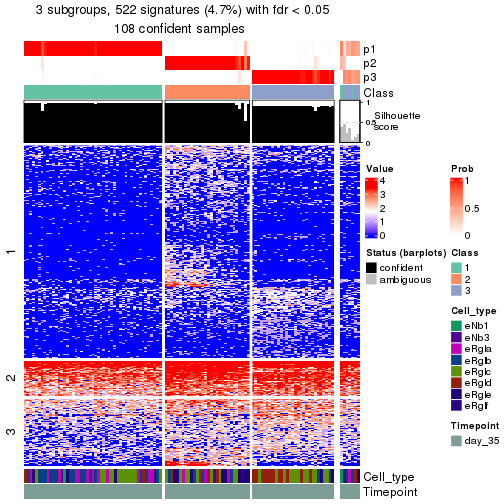 3 subgroups, 522 signatures (4.7%) with fdr < 0.05
108 confident samples
p1
p2
p3
Class
1
0.5
0
Silhouette
score
1
2
3
Cell_type
Timepoint
Value
4
3
2
1
0
Prob
1
0.5
0
Status (barplots)
confident
ambiguous
Class
1
2
3
Cell_type
eNb1
eNb3
eRgla
eRglb
eRglc
eRgld
eRgle
eRglf
Timepoint
day_35